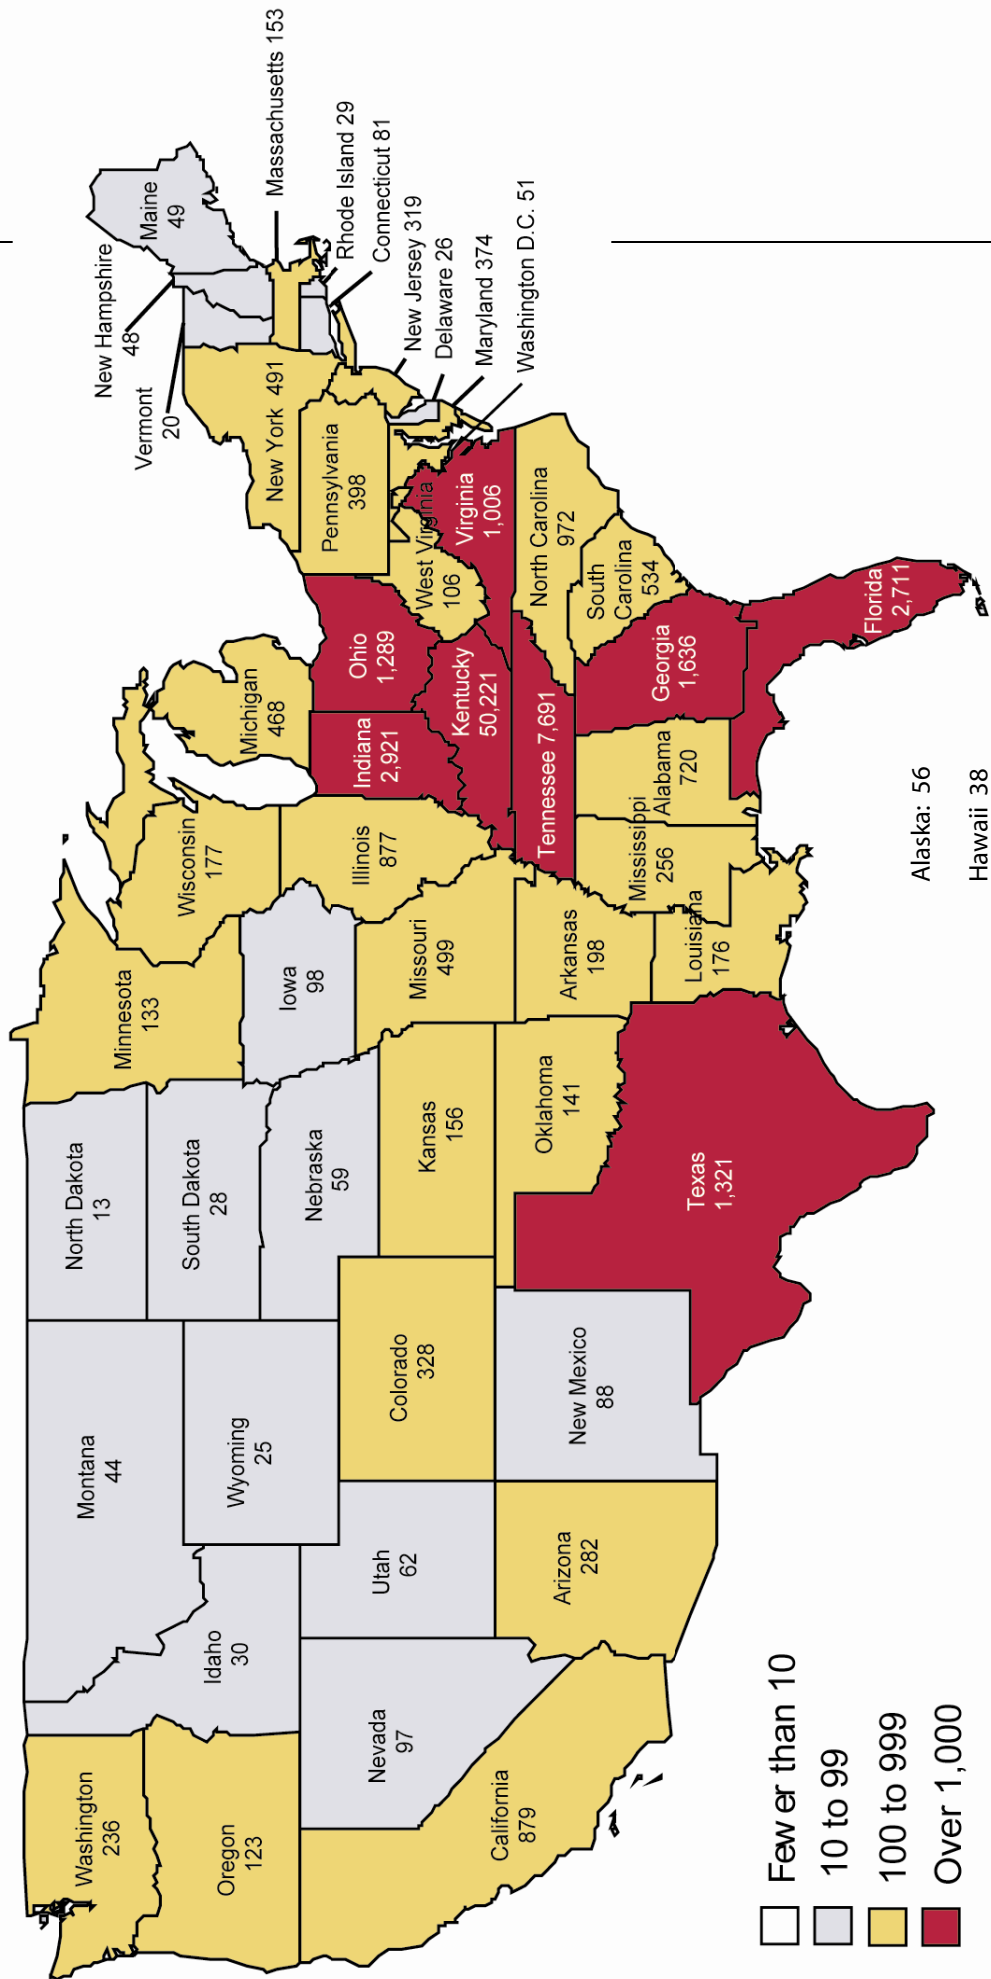 Washington
236
Oregon
123
California
879
Nevada
97
Idaho
30
Montana
44
Wyoming
25
Utah
62
Arizona
282
Colorado
328
New Mexico
88
North Dakota
13
South Dakota
28
Nebraska
59
Kansas
156
Oklahoma
141
Texas
1,321
Minnesota
133
Iowa
98
Missouri
499
Arkansas
198
Louisiana
176
Wisconsin
177
Illinois
877
Mississippi
256
Michigan
468
Indiana
2,921
Ohio
1,289
Kentucky
50,221
Tennessee 7,691
Alabama
720
Georgia
1,636
Florida
2,711
South
Carolina
534
North Carolina
972
Virginia
1,006
West Virginia
106
Pennsylvania
398
New York 491
Vermont
20
New Hampshire
48
Maine
49
Massachusetts 153
Rhode Island 29
Connecticut 81
New Jersey 319
Delaware 26
Maryland 374
Washington D.C. 51
Alaska: 56
Hawaii 38
Few er than 10
10 to 99
100 to 999
Over 1,000